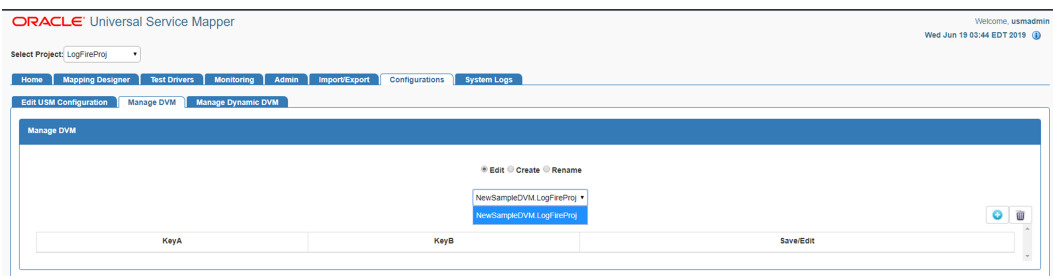 ORACLE Universal Service Mapper
Welcome, usmadmin
Wed Jun 19 03:44 EDT 2019
Select Project: LogFireProj
Home Mapping Designer Test Drivers Monitoring Admin Import/Export Configurations System Logs
Edit USM Configuration Manage DVM Manage Dynamic DVM
Manage DVM
Edit Create Rename
NewSampleDVM.LogFireProj
NewSampleDVM.LogFireProj
KeyA KeyB Save/Edit